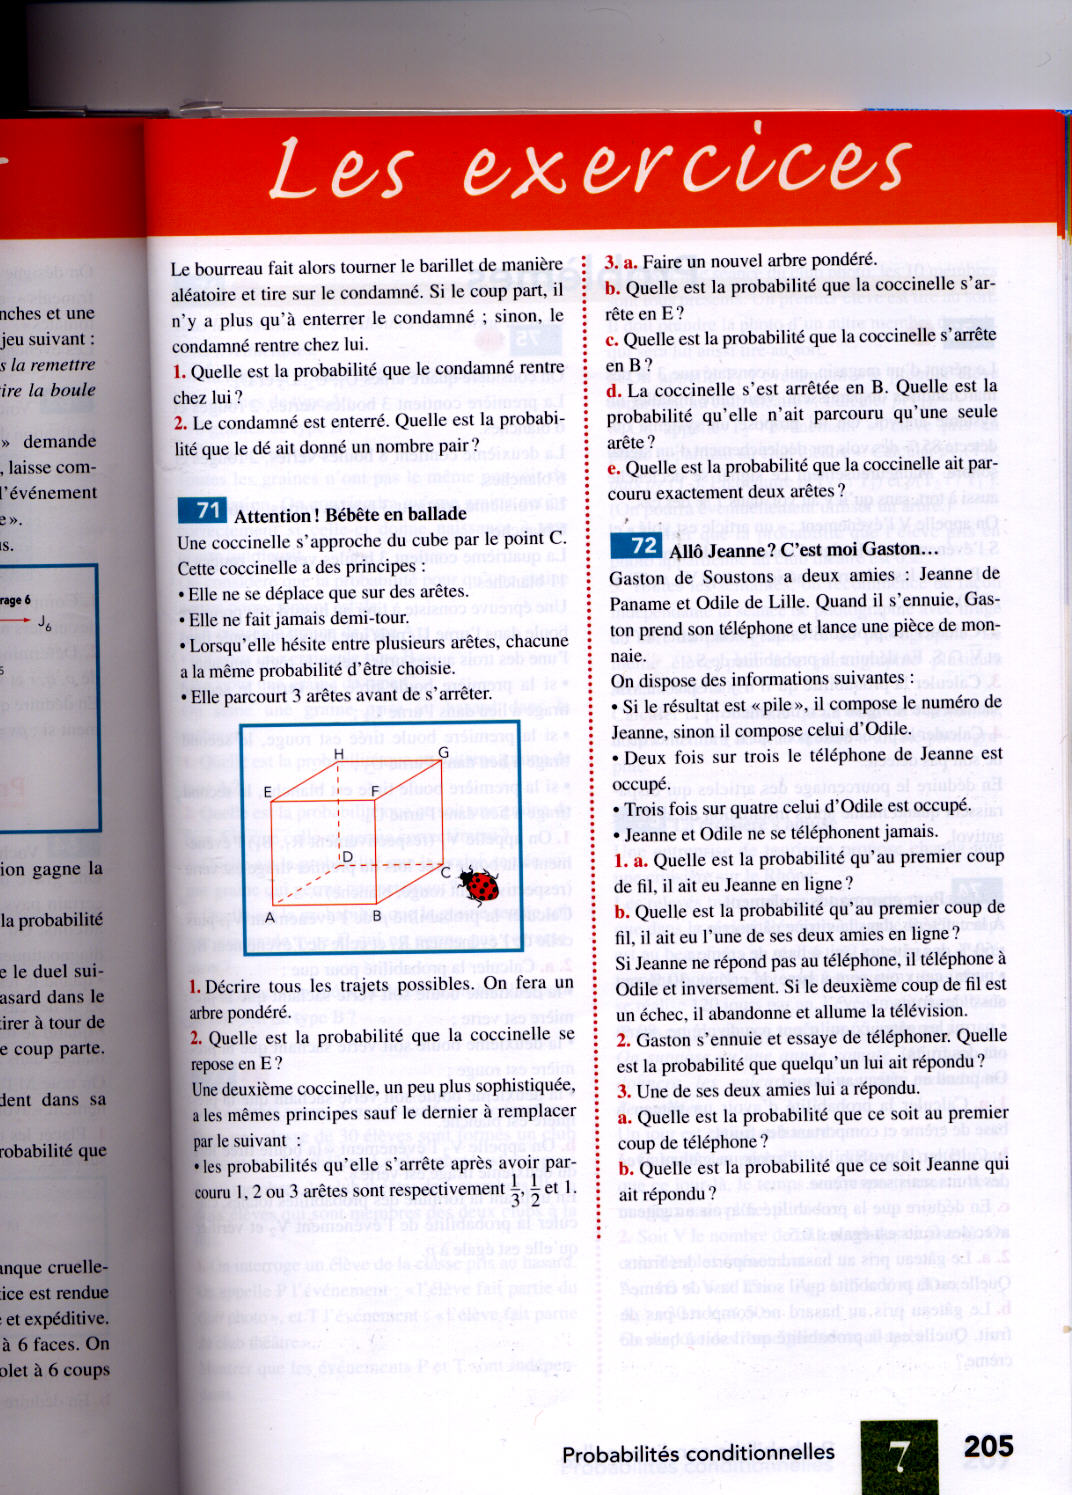 Les exercices
nches et une
jeu suivant :
s la remettre
ire la boule
» demande
, laisse com-
l'événement
e».
us.
rage 6
J6
5
ion gagne la
la probabilité
e le duel sui-
asard dans le
tirer à tour de
e coup parte.
dent dans sa
robabilité que
anque cruelle-
tice est rendue
et expéditive.
à 6 faces. On
olet à 6 coups
Le bourreau fait alors tourner le barillet de manière
aléatoire et tire sur le condamné. Si le coup part, il
n'y a plus qu'à enterrer le condamné ; sinon, le
condamné rentre chez lui.
1. Quelle est la probabilité que le condamné rentre
chez lui ?
2. Le condamné est enterré. Quelle est la probabi-
lité que le dé ait donné un nombre pair ?
71 Attention ! Bébête en ballade
Une coccinelle s'approche du cube par le point C.
Cette coccinelle a des principes :
• Elle ne se déplace que sur des arêtes.
• Elle ne fait jamais demi-tour.
• Lorsqu'elle hésite entre plusieurs arêtes, chacune
a la même probabilité d'être choisie.
• Elle parcourt 3 arêtes avant de s'arrêter.
H G
E F
D
C
A B
1. Décrire tous les trajets possibles. On fera un
arbre pondéré.
2. Quelle est la probabilité que la coccinelle se
repose en E ?
Une deuxième coccinelle, un peu plus sophistiquée,
a les mêmes principes sauf le dernier à remplacer
par le suivant :
• les probabilités qu'elle s'arrête après avoir par-
couru 1, 2 ou 3 arêtes sont respectivement 1/3, 1/2 et 1.
3. a. Faire un nouvel arbre pondéré.
b. Quelle est la probabilité que la coccinelle s'ar-
rête en E ?
c. Quelle est la probabilité que la coccinelle s'arrête
en B ?
d. La coccinelle s'est arrêtée en B. Quelle est la
probabilité qu'elle n'ait parcouru qu'une seule
arête ?
e. Quelle est la probabilité que la coccinelle ait par-
couru exactement deux arêtes ?
72 Allô Jeanne ? C'est moi Gaston...
Gaston de Soustons a deux amies : Jeanne de
Paname et Odile de Lille. Quand il s'ennuie, Gas-
ton prend son téléphone et lance une pièce de mon-
naie.
On dispose des informations suivantes :
• Si le résultat est «pile», il compose le numéro de
Jeanne, sinon il compose celui d'Odile.
• Deux fois sur trois le téléphone de Jeanne est
occupé.
• Trois fois sur quatre celui d'Odile est occupé.
• Jeanne et Odile ne se téléphonent jamais.
1. a. Quelle est la probabilité qu'au premier coup
de fil, il ait eu Jeanne en ligne ?
b. Quelle est la probabilité qu'au premier coup de
fil, il ait eu l'une de ses deux amies en ligne ?
Si Jeanne ne répond pas au téléphone, il téléphone à
Odile et inversement. Si le deuxième coup de fil est
un échec, il abandonne et allume la télévision.
2. Gaston s'ennuie et essaye de téléphoner. Quelle
est la probabilité que quelqu'un lui ait répondu ?
3. Une de ses deux amies lui a répondu.
a. Quelle est la probabilité que ce soit au premier
coup de téléphone ?
b. Quelle est la probabilité que ce soit Jeanne qui
ait répondu ?
Probabilités conditionnelles 7 205